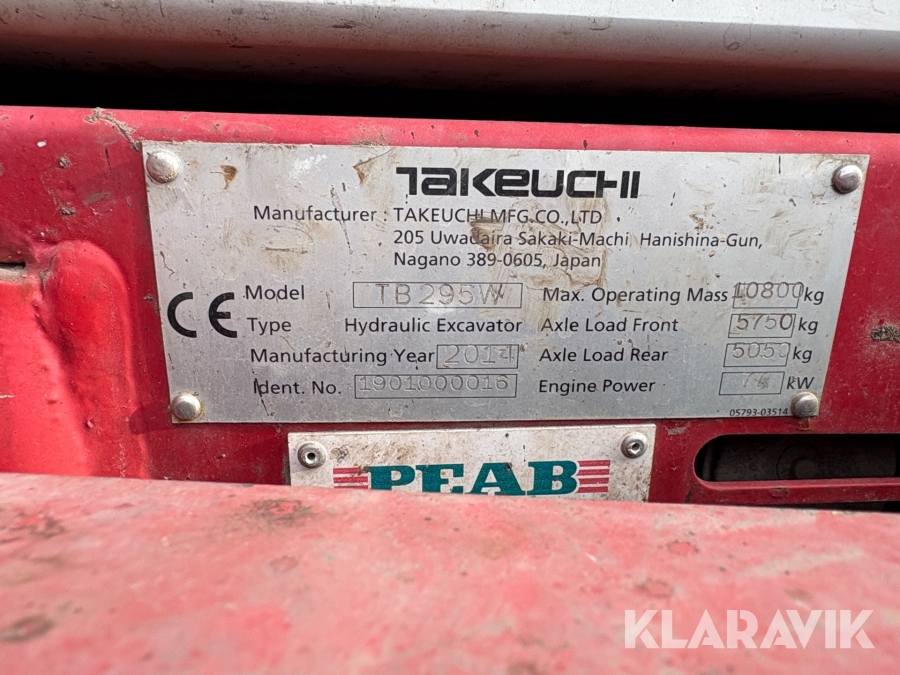 TAKEUCHI
Manufacturer : TAKEUCHI MFG.CO.,LTD
205 Uwadaira Sakaki-Machi Hanishina-Gun,
Nagano 389-0605, Japan
CE
Model TB295W
Type Hydraulic Excavator
Manufacturing Year 2014
Ident. No. 1901000016
Max. Operating Mass 10800 kg
Axle Load Front 5750 kg
Axle Load Rear 5050 kg
Engine Power kW
05793-03514
PEAB
KLARAVIK